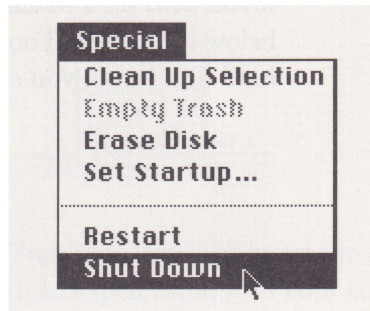 Special
Clean Up Selection
Empty Trash
Erase Disk
Set Startup...
Restart
Shut Down